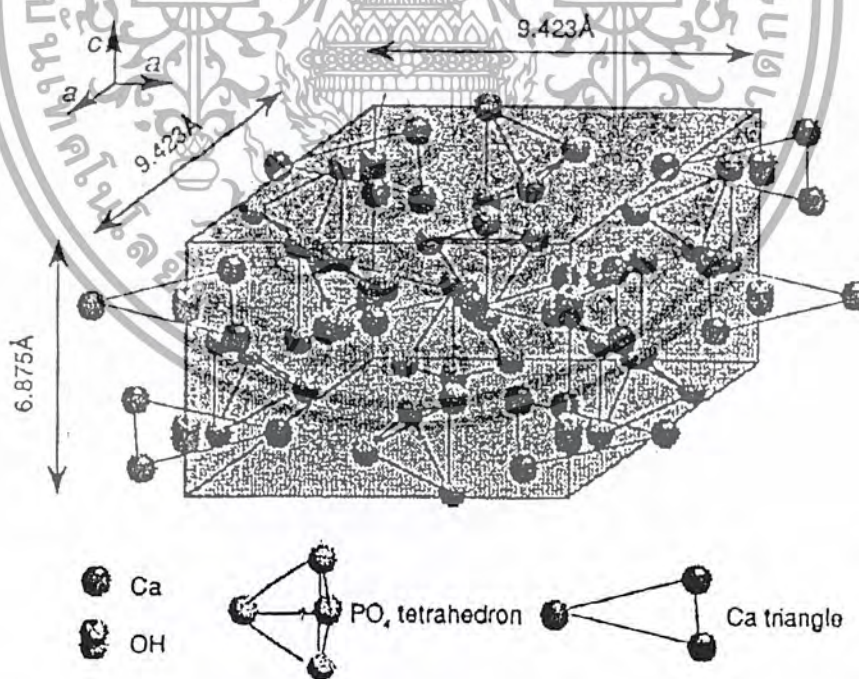 9.423Å
c
a
a
9.423Å
6.875Å
Ca
PO₄ tetrahedron
Ca triangle
OH